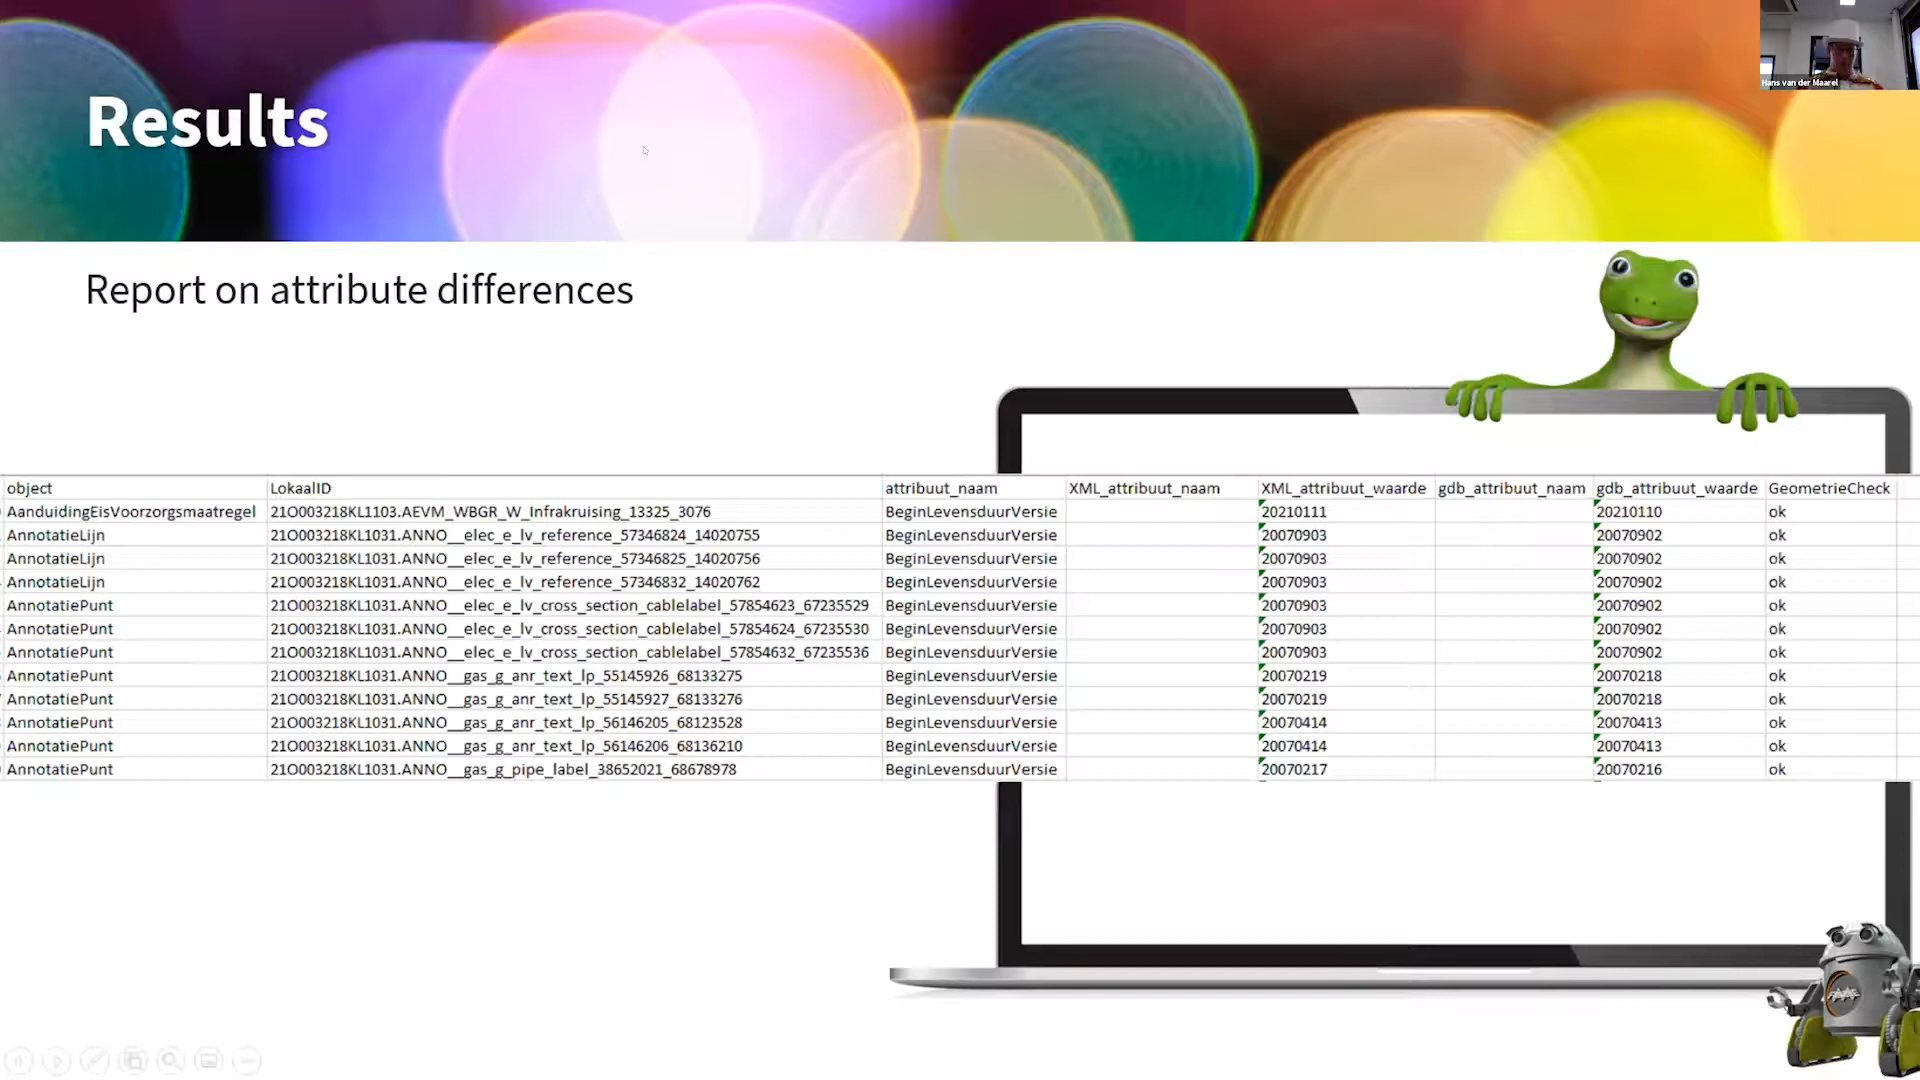 Results
Hans van der Maarel
Report on attribute differences
object LokaalID attribuut_naam XML_attribuut_naam XML_attribuut_waarde gdb_attribuut_naam gdb_attribuut_waarde GeometrieCheck
AanduidingEisVoorzorgsmaatregel 21O003218KL1103.AEVM_WBGR_W_Infrakruising_13325_3076 BeginLevensduurVersie 20210111 20210110 ok
AnnotatieLijn 21O003218KL1031.ANNO__elec_e_lv_reference_57346824_14020755 BeginLevensduurVersie 20070903 20070902 ok
AnnotatieLijn 21O003218KL1031.ANNO__elec_e_lv_reference_57346825_14020756 BeginLevensduurVersie 20070903 20070902 ok
AnnotatieLijn 21O003218KL1031.ANNO__elec_e_lv_reference_57346832_14020762 BeginLevensduurVersie 20070903 20070902 ok
AnnotatiePunt 21O003218KL1031.ANNO__elec_e_lv_cross_section_cablelabel_57854623_67235529 BeginLevensduurVersie 20070903 20070902 ok
AnnotatiePunt 21O003218KL1031.ANNO__elec_e_lv_cross_section_cablelabel_57854624_67235530 BeginLevensduurVersie 20070903 20070902 ok
AnnotatiePunt 21O003218KL1031.ANNO__elec_e_lv_cross_section_cablelabel_57854632_67235536 BeginLevensduurVersie 20070903 20070902 ok
AnnotatiePunt 21O003218KL1031.ANNO__gas_g_anr_text_lp_55145926_68133275 BeginLevensduurVersie 20070219 20070218 ok
AnnotatiePunt 21O003218KL1031.ANNO__gas_g_anr_text_lp_55145927_68133276 BeginLevensduurVersie 20070219 20070218 ok
AnnotatiePunt 21O003218KL1031.ANNO__gas_g_anr_text_lp_56146205_68123528 BeginLevensduurVersie 20070414 20070413 ok
AnnotatiePunt 21O003218KL1031.ANNO__gas_g_anr_text_lp_56146206_68136210 BeginLevensduurVersie 20070414 20070413 ok
AnnotatiePunt 21O003218KL1031.ANNO__gas_g_pipe_label_38652021_68678978 BeginLevensduurVersie 20070217 20070216 ok